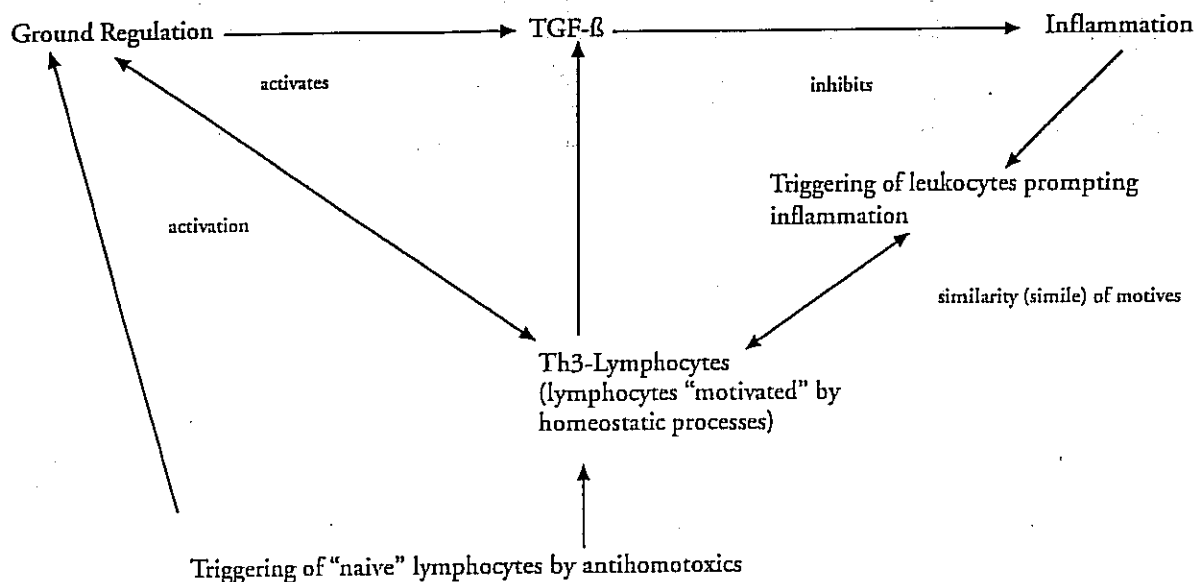 Ground Regulation
TGF-ß
Inflammation
activates
inhibits
Triggering of leukocytes prompting
inflammation
activation
similarity (simile) of motives
Th3-Lymphocytes
(lymphocytes “motivated” by
homeostatic processes)
Triggering of “naive” lymphocytes by antihomotoxics